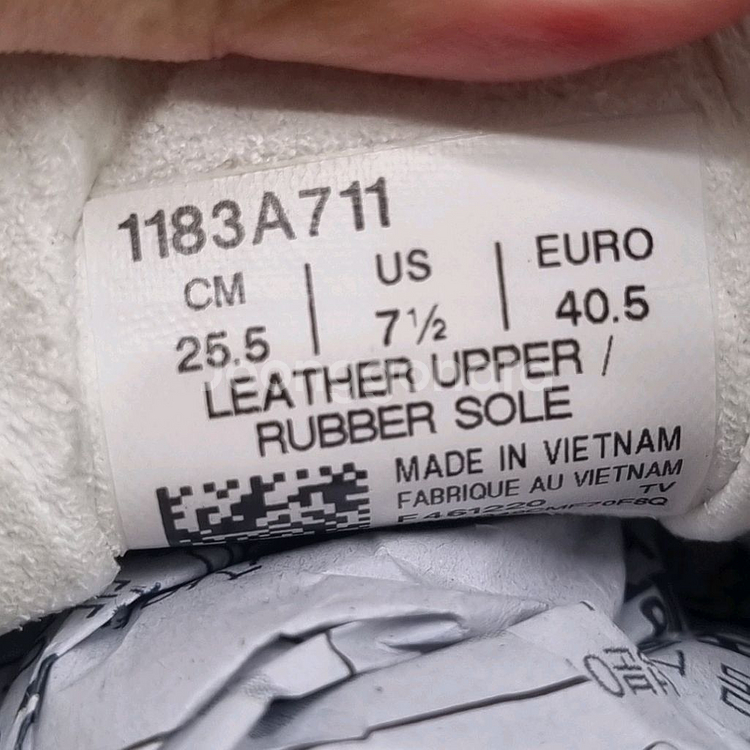 1183A711
CM | US | EURO
25.5 | 7½ | 40.5
LEATHER UPPER /
RUBBER SOLE
MADE IN VIETNAM
FABRIQUE AU VIETNAM
TV